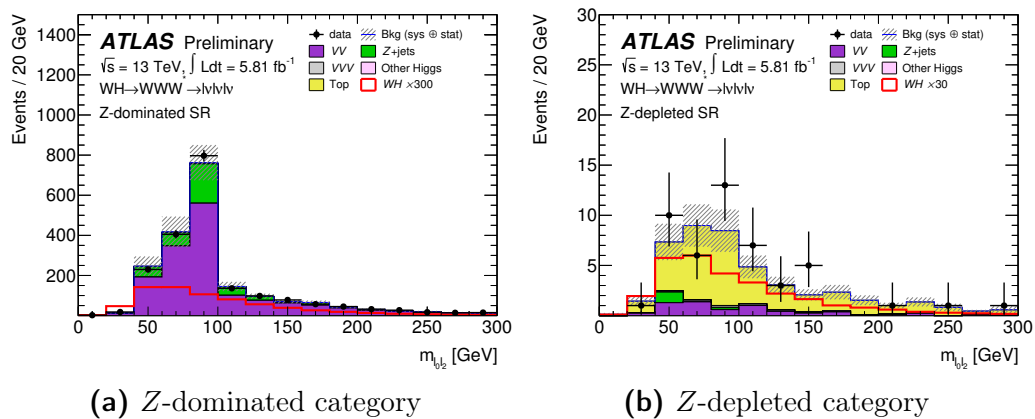 ATLAS Preliminary
√s = 13 TeV, ∫ Ldt = 5.81 fb⁻¹
WH→WWW→lνlνlν
Z-dominated SR
data
Bkg (sys ⊕ stat)
VV
Z+jets
VVV
Other Higgs
Top
WH ×300
Events / 20 GeV
1400
1200
1000
800
600
400
200
0 50 100 150 200 250 300
m_{l_0l_2} [GeV]
(a) Z-dominated category
ATLAS Preliminary
√s = 13 TeV, ∫ Ldt = 5.81 fb⁻¹
WH→WWW→lνlνlν
Z-depleted SR
data
Bkg (sys ⊕ stat)
VV
Z+jets
VVV
Other Higgs
Top
WH ×30
Events / 20 GeV
30
25
20
15
10
5
0 50 100 150 200 250 300
m_{l_0l_2} [GeV]
(b) Z-depleted category